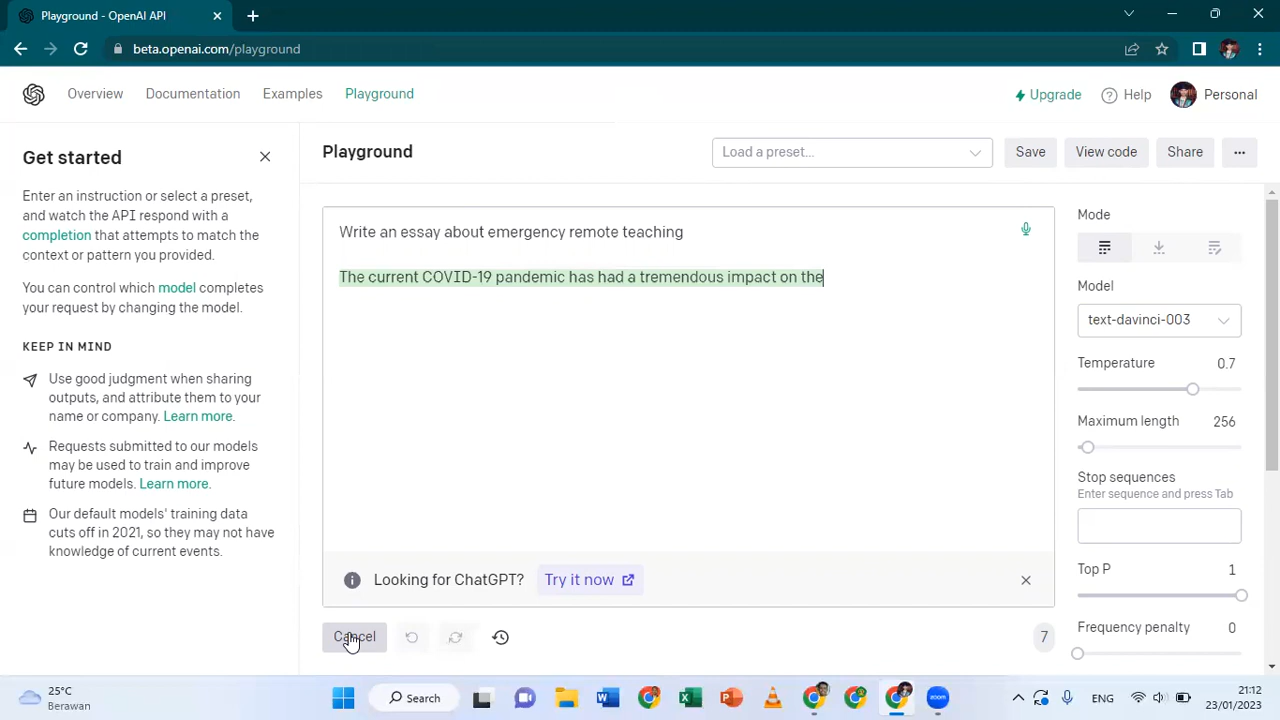 Playground - OpenAI API
beta.openai.com/playground
Overview
Documentation
Examples
Playground
Upgrade
Help
Personal
Get started
Enter an instruction or select a preset,
and watch the API respond with a
completion that attempts to match the
context or pattern you provided.
You can control which model completes
your request by changing the model.
KEEP IN MIND
Use good judgment when sharing
outputs, and attribute them to your
name or company. Learn more.
Requests submitted to our models
may be used to train and improve
future models. Learn more.
Our default models' training data
cuts off in 2021, so they may not have
knowledge of current events.
Playground
Load a preset...
Save
View code
Share
Write an essay about emergency remote teaching
The current COVID-19 pandemic has had a tremendous impact on the
Looking for ChatGPT?
Try it now
Cancel
7
Mode
Model
text-davinci-003
Temperature 0.7
Maximum length 256
Stop sequences
Enter sequence and press Tab
Top P 1
Frequency penalty 0
25°C
Berawan
Search
ENG
21:12
23/01/2023